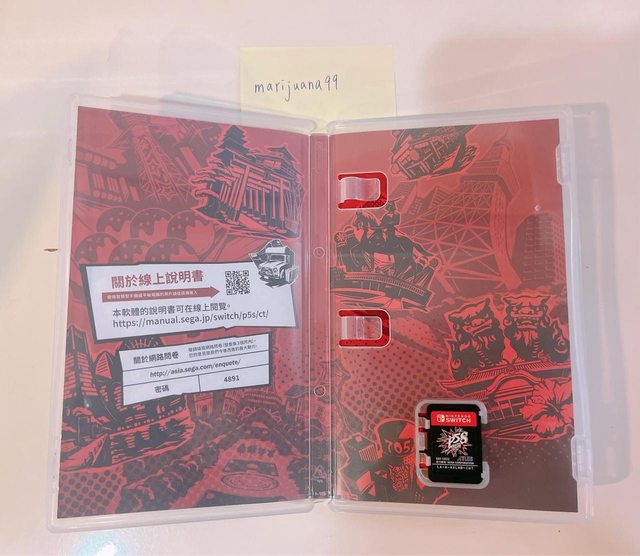 marijuana99
關於線上說明書
本軟體的說明書可在線上閱覽。
https://manual.sega.jp/switch/p5s/ct/
關於網路問卷
http://asia.sega.com/enquete/
密碼
4891
NINTENDO
SWITCH
P5S
ATLUS